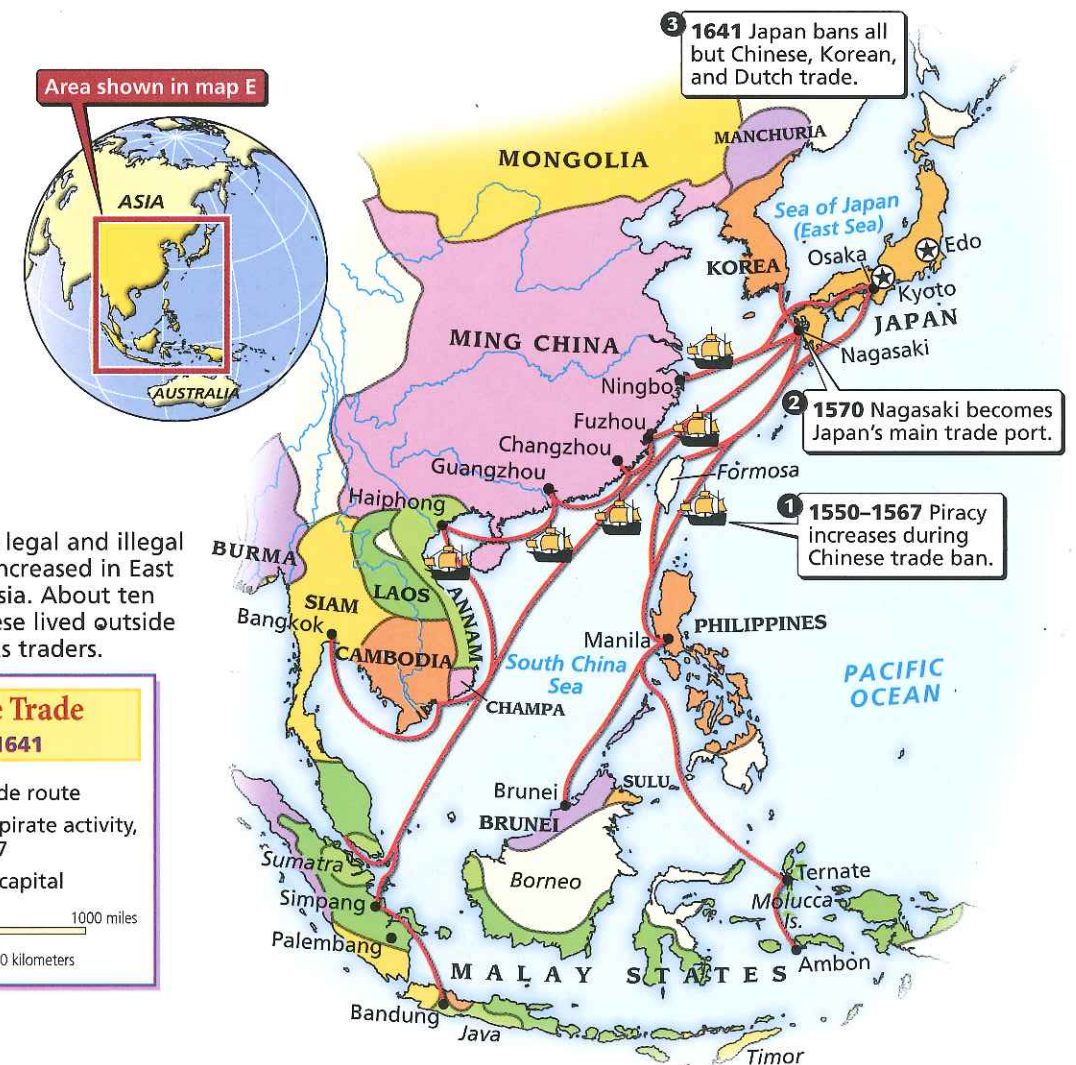 ❸ 1641 Japan bans all
but Chinese, Korean,
and Dutch trade.
Area shown in map E
ASIA
AUSTRALIA
MONGOLIA
MANCHURIA
Sea of Japan
(East Sea)
KOREA
Osaka
Edo
Kyoto
JAPAN
Nagasaki
MING CHINA
Ningbo
❷ 1570 Nagasaki becomes
Japan's main trade port.
Fuzhou
Changzhou
Guangzhou
Formosa
Haiphong
❶ 1550–1567 Piracy
increases during
Chinese trade ban.
BURMA
LAOS
SIAM
ANNAM
Bangkok
CAMBODIA
Manila
PHILIPPINES
South China
Sea
PACIFIC
OCEAN
CHAMPA
legal and illegal
ncreased in East
sia. About ten
ese lived outside
s traders.
e Trade
1641
de route
pirate activity,
7
capital
1000 miles
0 kilometers
Brunei
SULU
BRUNEI
Sumatra
Borneo
Simpang
Ternate
Molucca
Is.
Palembang
MALAY STATES
Ambon
Bandung
Java
Timor